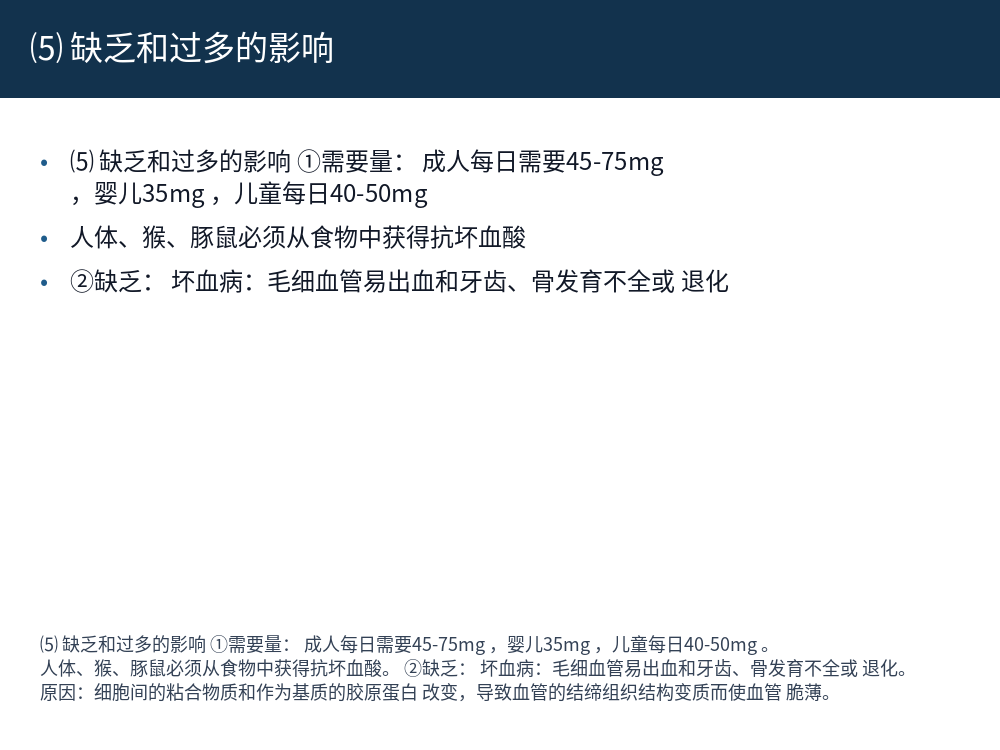 ⑸ 缺乏和过多的影响
• ⑸ 缺乏和过多的影响 ①需要量： 成人每日需要45-75mg
，婴儿35mg ，儿童每日40-50mg
• 人体、猴、豚鼠必须从食物中获得抗坏血酸
• ②缺乏： 坏血病：毛细血管易出血和牙齿、骨发育不全或 退化
⑸ 缺乏和过多的影响 ①需要量： 成人每日需要45-75mg ，婴儿35mg ，儿童每日40-50mg 。
人体、猴、豚鼠必须从食物中获得抗坏血酸。 ②缺乏： 坏血病：毛细血管易出血和牙齿、骨发育不全或 退化。
原因：细胞间的粘合物质和作为基质的胶原蛋白 改变，导致血管的结缔组织结构变质而使血管 脆薄。